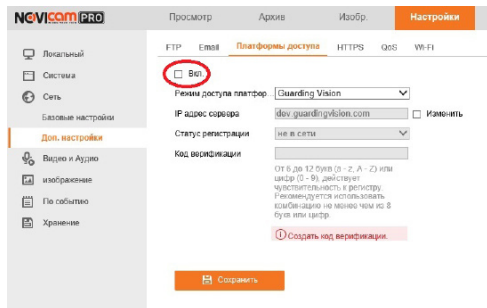 NOVICAM PRO
Просмотр Архив Изобр. Настройки
FTP Email Платформы доступа HTTPS QoS Wi-Fi
Локальный
Система
Сеть
Базовые настройки
Доп. настройки
Видео и Аудио
изображение
По событию
Хранение
Вкл.
Режим доступа платфор... Guarding Vision
IP адрес сервера dev.guardingvision.com Изменить
Статус регистрации не в сети
Код верификации
От 6 до 12 букв (a - z, A - Z) или
цифр (0 - 9), действует
чувствительность к регистру.
Рекомендуется использовать
комбинацию не менее чем из 8
букв или цифр.
Создать код верификации.
Сохранить